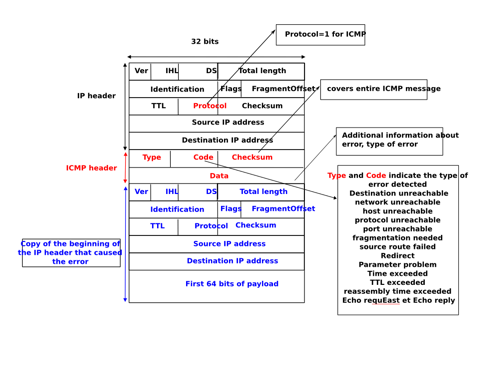 Protocol=1 for ICMP
32 bits
Ver IHL DS Total length
Identification Flags FragmentOffset
covers entire ICMP message
IP header
TTL Protocol Checksum
Source IP address
Destination IP address
Additional information about
error, type of error
Type Code Checksum
ICMP header
Data
Type and Code indicate the type of
error detected
Destination unreachable
network unreachable
host unreachable
protocol unreachable
port unreachable
fragmentation needed
source route failed
Redirect
Parameter problem
Time exceeded
TTL exceeded
reassembly time exceeded
Echo requEast et Echo reply
Ver IHL DS Total length
Identification Flags FragmentOffset
TTL Protocol Checksum
Source IP address
Destination IP address
First 64 bits of payload
Copy of the beginning of
the IP header that caused
the error